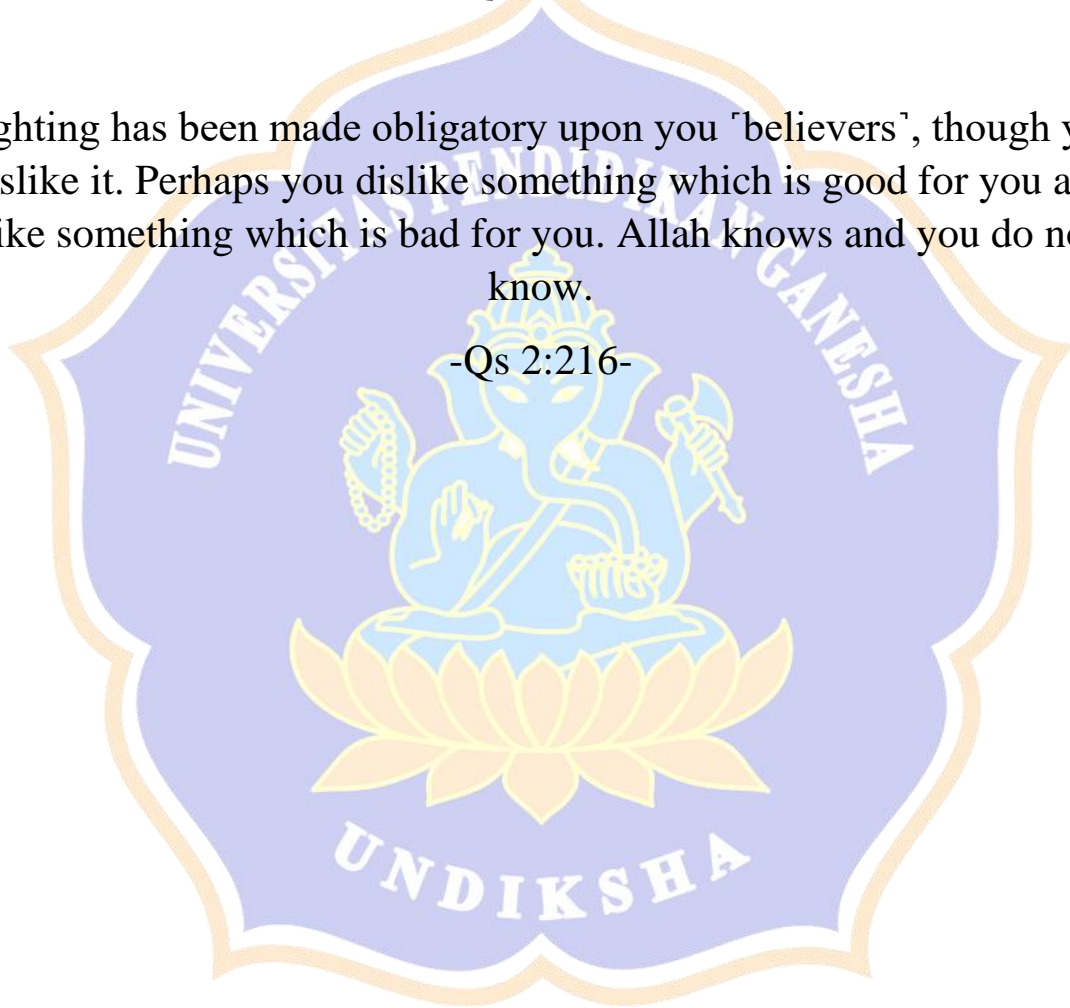 ghting has been made obligatory upon you ˹believers˺, though y
slike it. Perhaps you dislike something which is good for you a
ike something which is bad for you. Allah knows and you do no
know.
-Qs 2:216-
UNIVERSITAS PENDIDIKAN GANESHA
UNDIKSHA